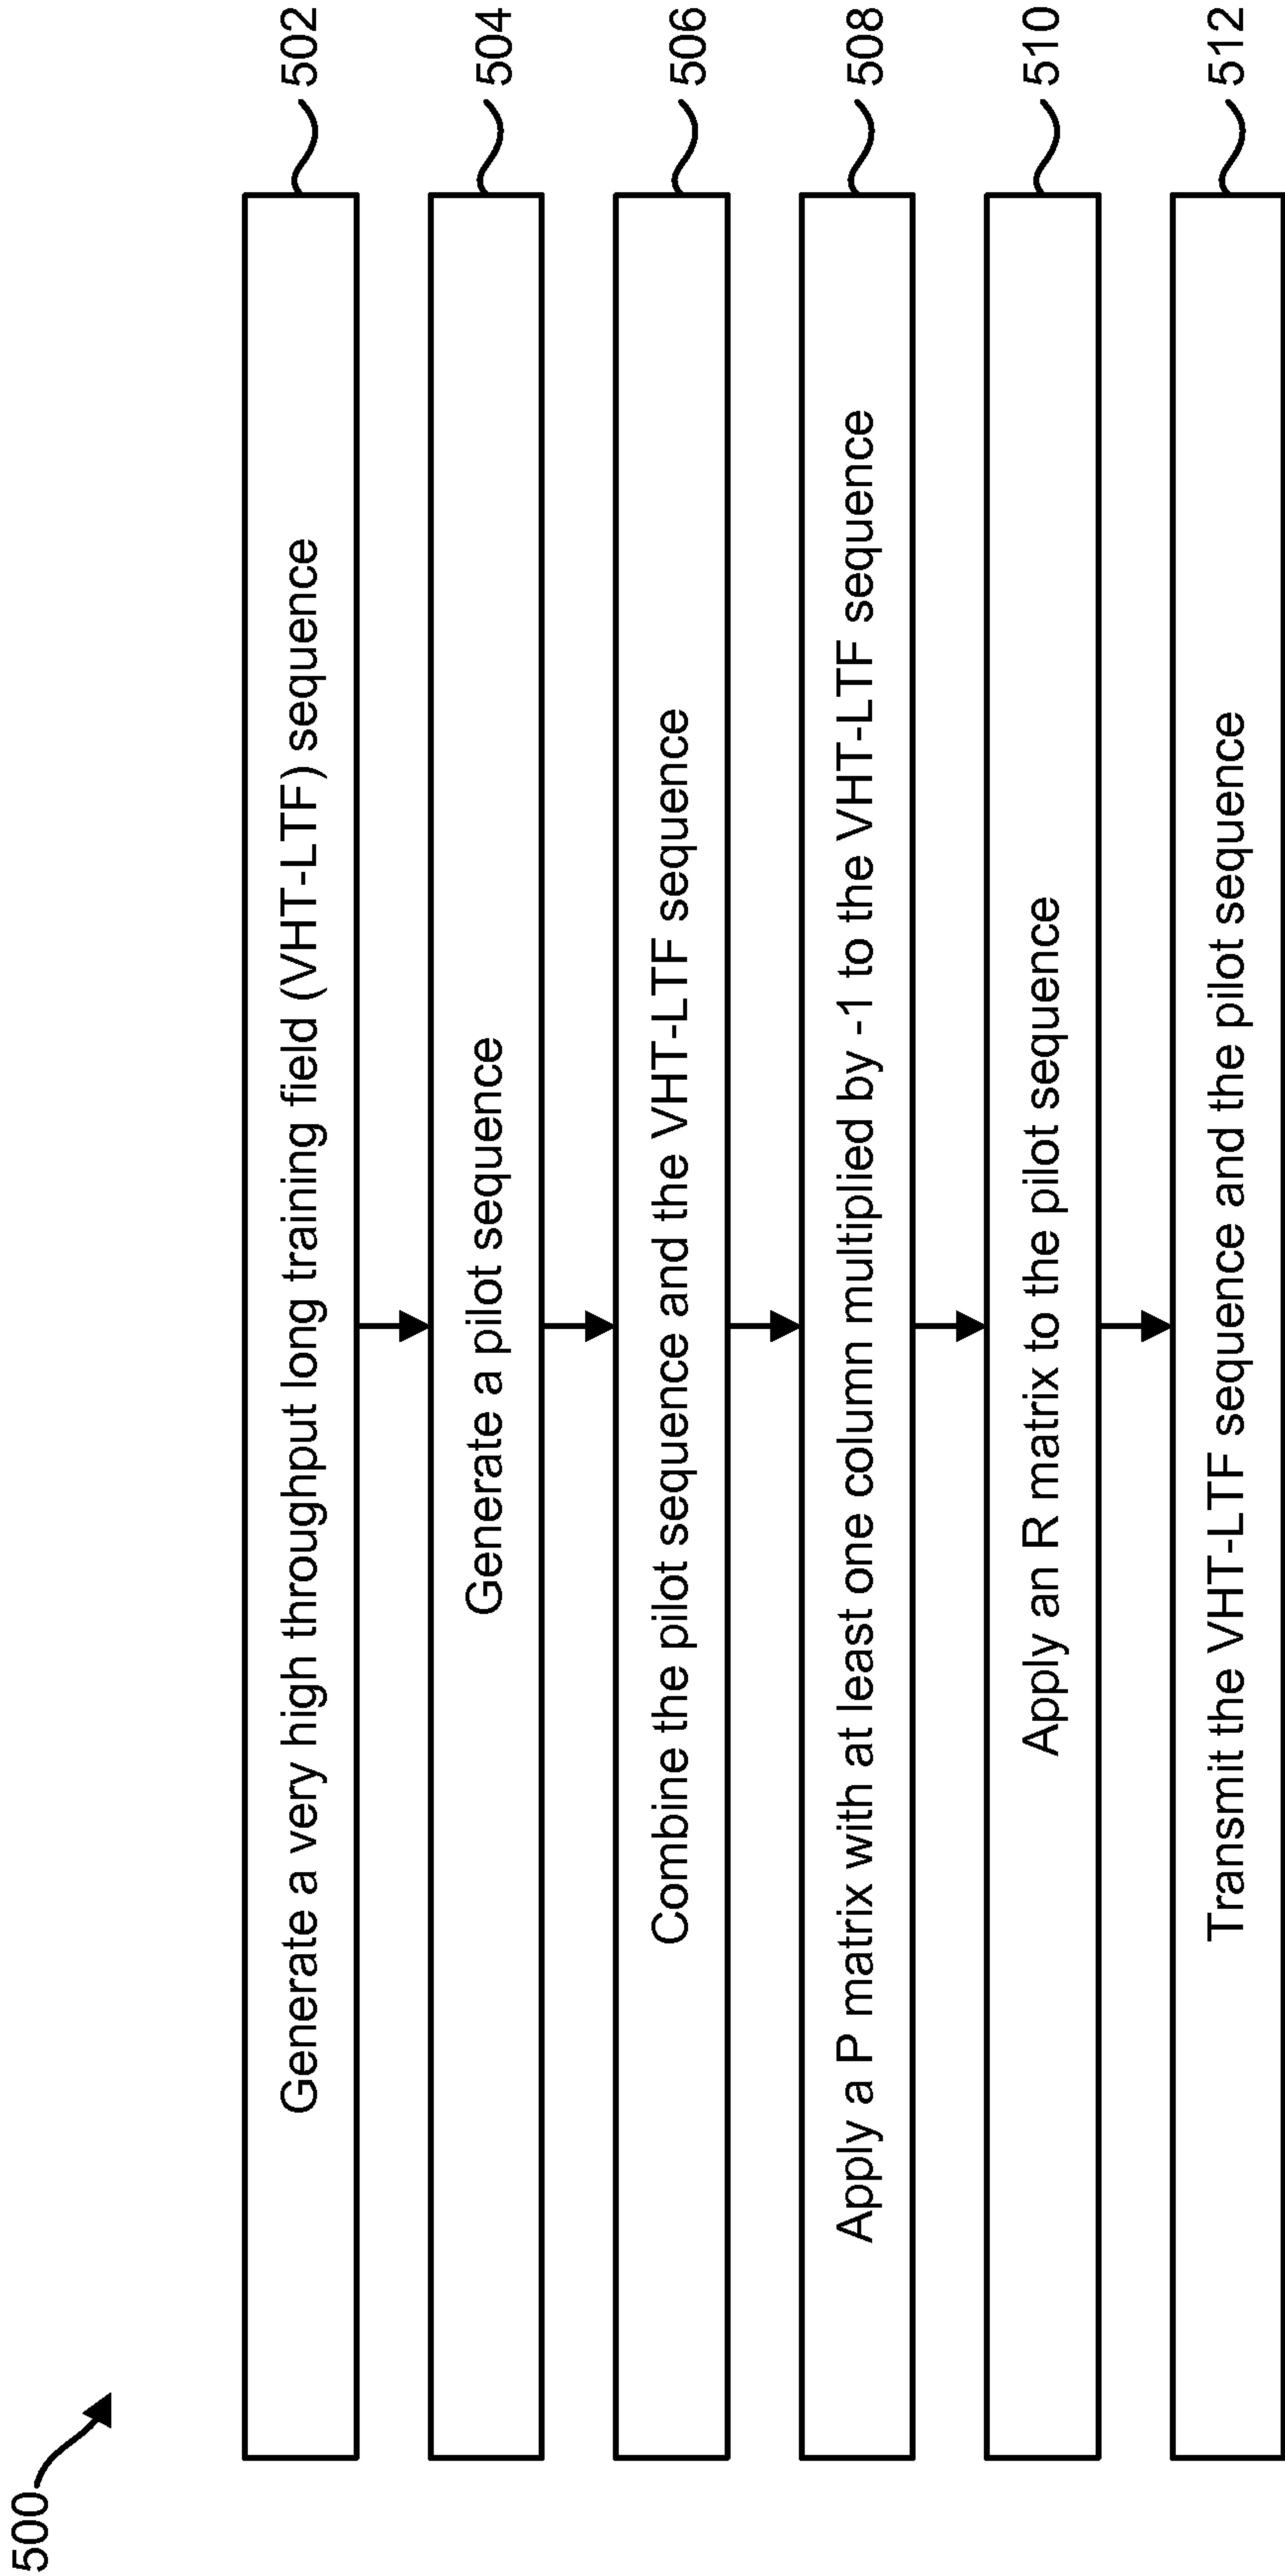 500
Generate a very high throughput long training field (VHT-LTF) sequence
502
Generate a pilot sequence
504
Combine the pilot sequence and the VHT-LTF sequence
506
Apply a P matrix with at least one column multiplied by -1 to the VHT-LTF sequence
508
Apply an R matrix to the pilot sequence
510
Transmit the VHT-LTF sequence and the pilot sequence
512